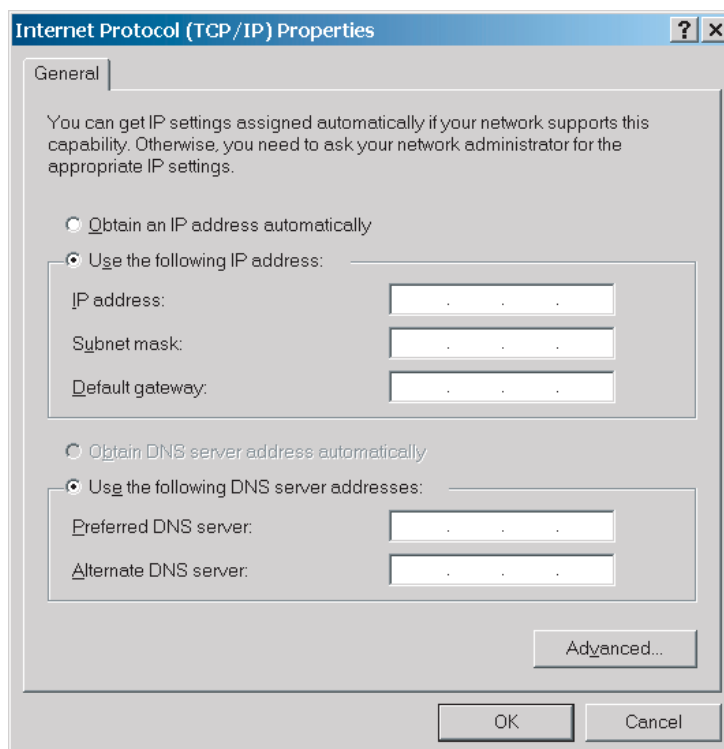 Internet Protocol (TCP/IP) Properties
General
You can get IP settings assigned automatically if your network supports this
capability. Otherwise, you need to ask your network administrator for the
appropriate IP settings.
Obtain an IP address automatically
Use the following IP address:
IP address:
. . .
Subnet mask:
. . .
Default gateway:
. . .
Obtain DNS server address automatically
Use the following DNS server addresses:
Preferred DNS server:
. . .
Alternate DNS server:
. . .
Advanced...
OK
Cancel